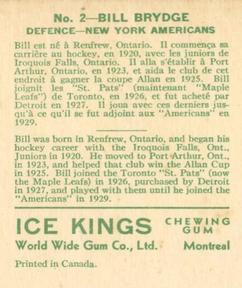 No. 2—BILL BRYDGE
DEFENCE—NEW YORK AMERICANS
Bill est né à Renfrew, Ontario. Il commença sa
carrière au hockey, en 1920, avec les juniors de
Iroquois Falls, Ontario. Il alla s'établir à Port
Arthur, Ontario, en 1923, et aida le club de cet
endroit à gagner la coupe Allan en 1925. Bill
joignit les "St. Pats" (maintenant "Maple
Leafs") de Toronto, en 1926, et fut acheté par
Detroit en 1927. Il joua avec ces derniers jus-
qu'à ce qu'il se fut adjoint aux "Americans" en
1929.
Bill was born in Renfrew, Ontario, and began his
hockey career with the Iroquois Falls, Ont.,
Juniors in 1920. He moved to Port Arthur, Ont.,
in 1923, and helped that club win the Allan Cup
in 1925. Bill joined the Toronto "St. Pats" (now
the Maple Leafs) in 1926, purchased by Detroit
in 1927, and played with them until he joined the
"Americans" in 1929.
ICE KINGS CHEWING
GUM
World Wide Gum Co., Ltd. Montreal
Printed in Canada.